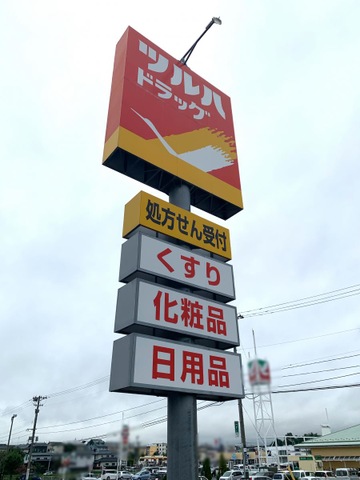 ツルハ
ドラッグ
処方せん受付
くすり
化粧品
日用品